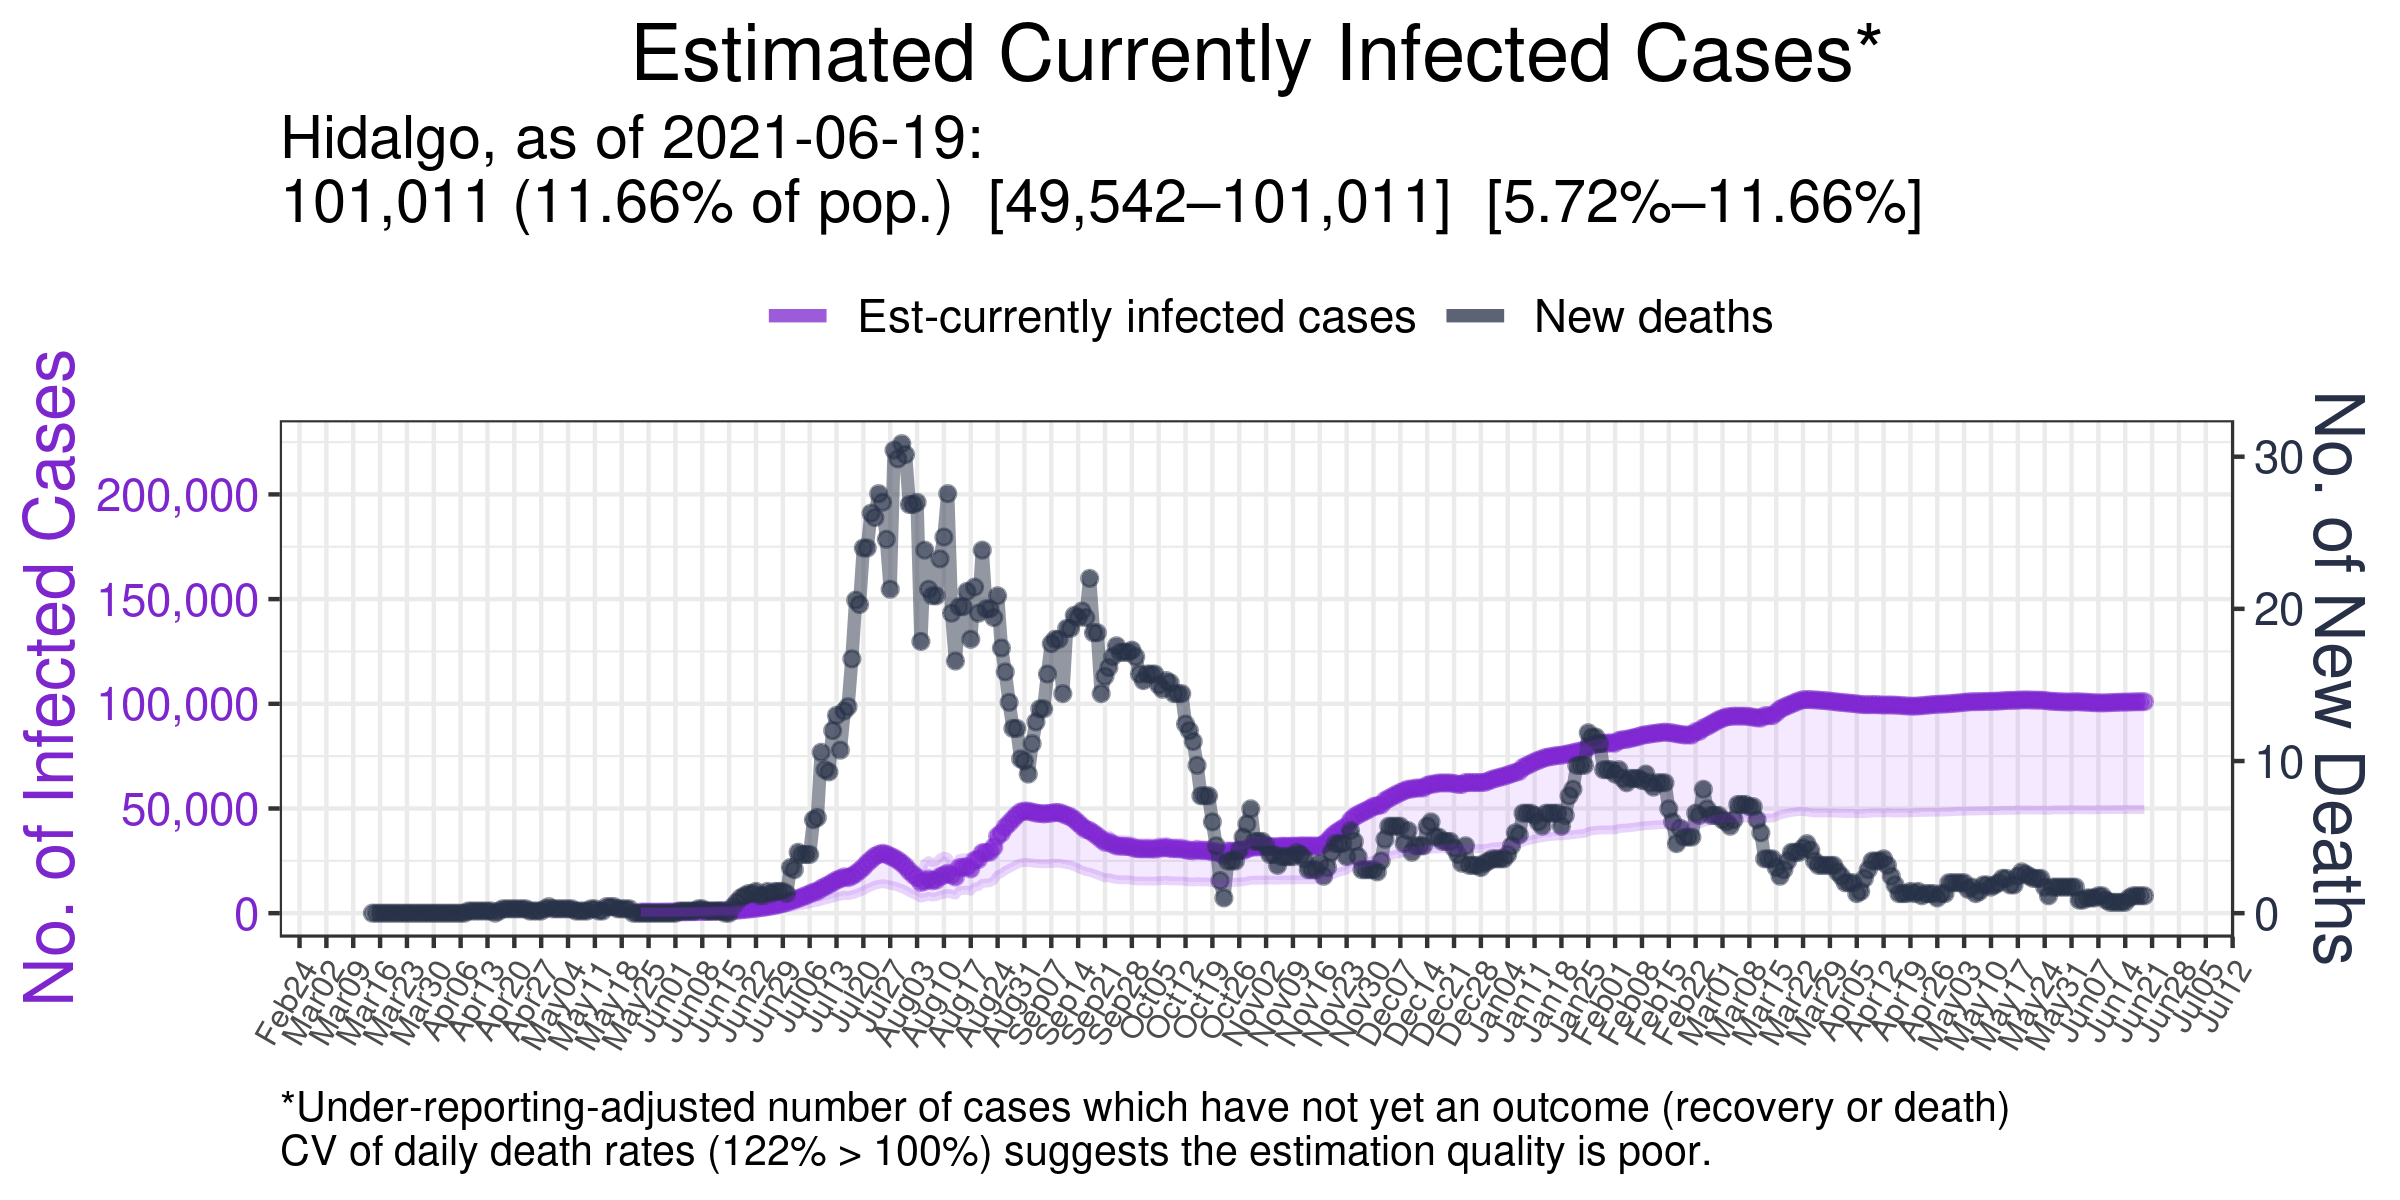 Estimated Currently Infected Cases*
Hidalgo, as of 2021-06-19:
101,011 (11.66% of pop.) [49,542–101,011] [5.72%–11.66%]
Est-currently infected cases
New deaths
No. of Infected Cases
200,000
150,000
100,000
50,000
0
30
20
10
0
No. of New Deaths
Feb24
Mar02
Mar09
Mar16
Mar23
Mar30
Apr06
Apr13
Apr20
Apr27
May04
May11
May18
May25
Jun01
Jun08
Jun15
Jun22
Jun29
Jul06
Jul13
Jul20
Jul27
Aug03
Aug10
Aug17
Aug24
Aug31
Sep07
Sep14
Sep21
Sep28
Oct05
Oct12
Oct19
Oct26
Nov02
Nov09
Nov16
Nov23
Nov30
Dec07
Dec14
Dec21
Dec28
Jan04
Jan11
Jan18
Jan25
Feb01
Feb08
Feb15
Feb22
Mar01
Mar08
Mar15
Mar22
Mar29
Apr05
Apr12
Apr19
Apr26
May03
May10
May17
May24
May31
Jun07
Jun14
Jun21
Jun28
Jul05
Jul12
*Under-reporting-adjusted number of cases which have not yet an outcome (recovery or death)
CV of daily death rates (122% > 100%) suggests the estimation quality is poor.